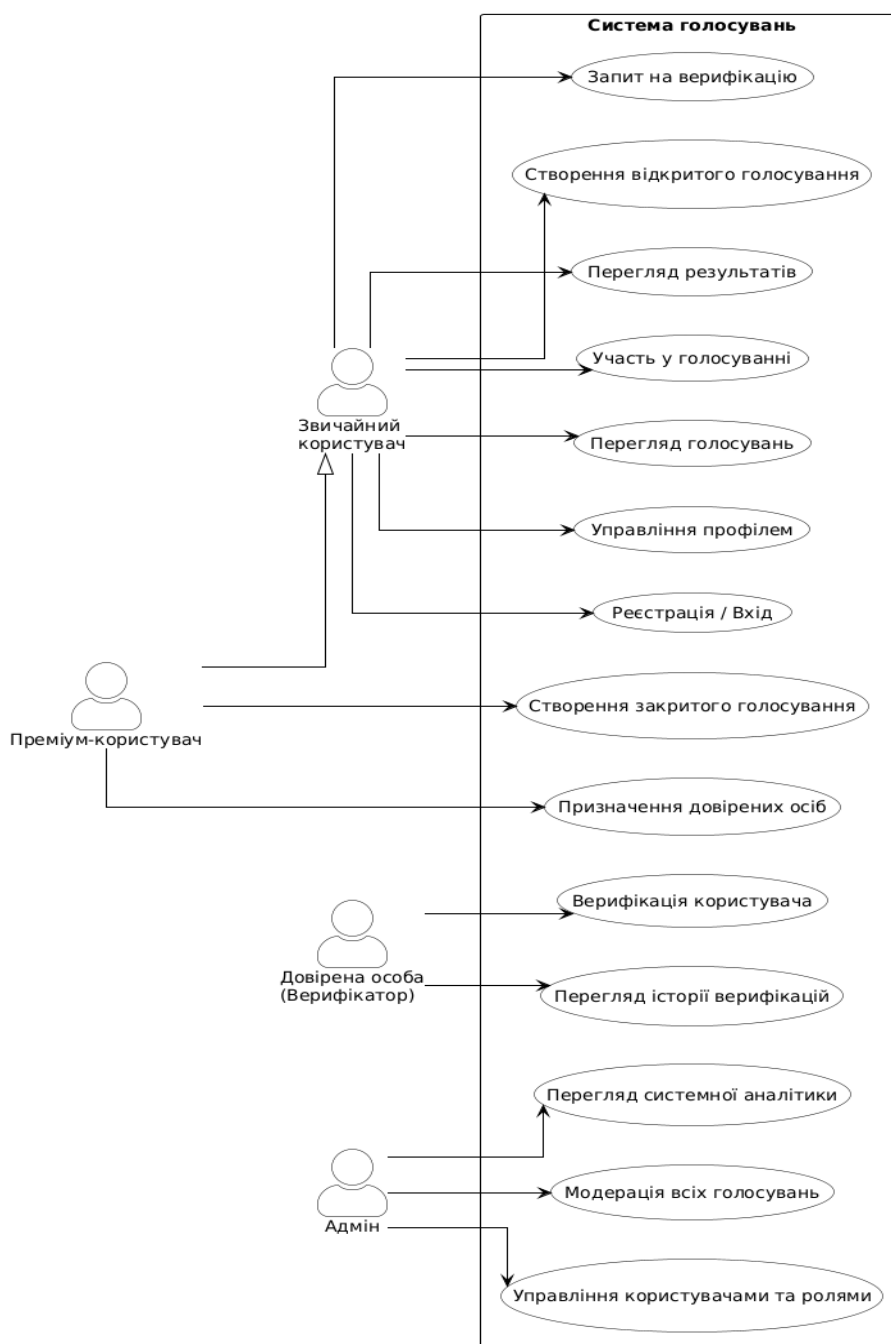 Система голосувань
Запит на верифікацію
Створення відкритого голосування
Перегляд результатів
Участь у голосуванні
Звичайний
користувач
Перегляд голосувань
Управління профілем
Реєстрація / Вхід
Створення закритого голосування
Преміум-користувач
Призначення довірених осіб
Верифікація користувача
Довірена особа
(Верифікатор)
Перегляд історії верифікацій
Перегляд системної аналітики
Модерація всіх голосувань
Адмін
Управління користувачами та ролями